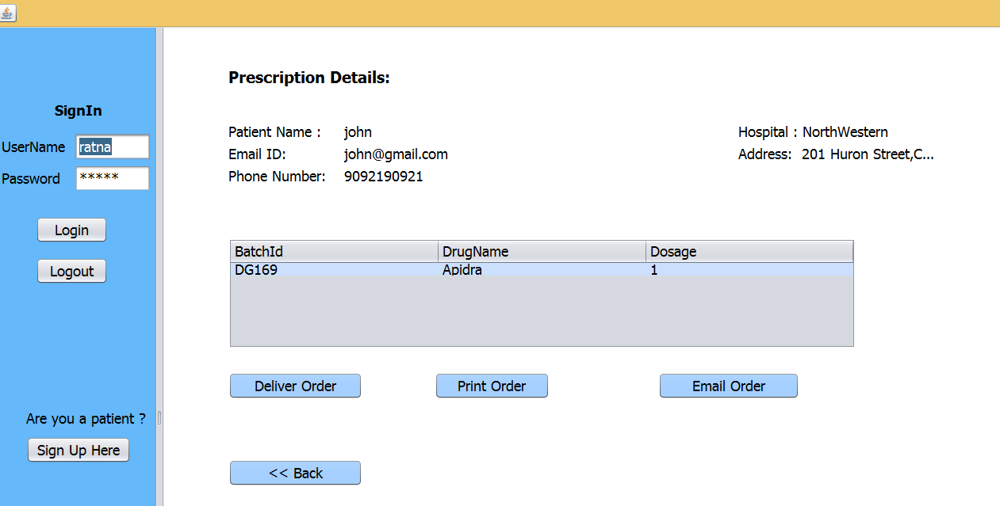 SignIn
UserName ratna
Password *****
Login
Logout
Are you a patient ?
Sign Up Here
Prescription Details:
Patient Name : john
Email ID: john@gmail.com
Phone Number: 9092190921
Hospital : NorthWestern
Address: 201 Huron Street,C...
BatchId DrugName Dosage
DG169 Apidra 1
Deliver Order Print Order Email Order
<< Back